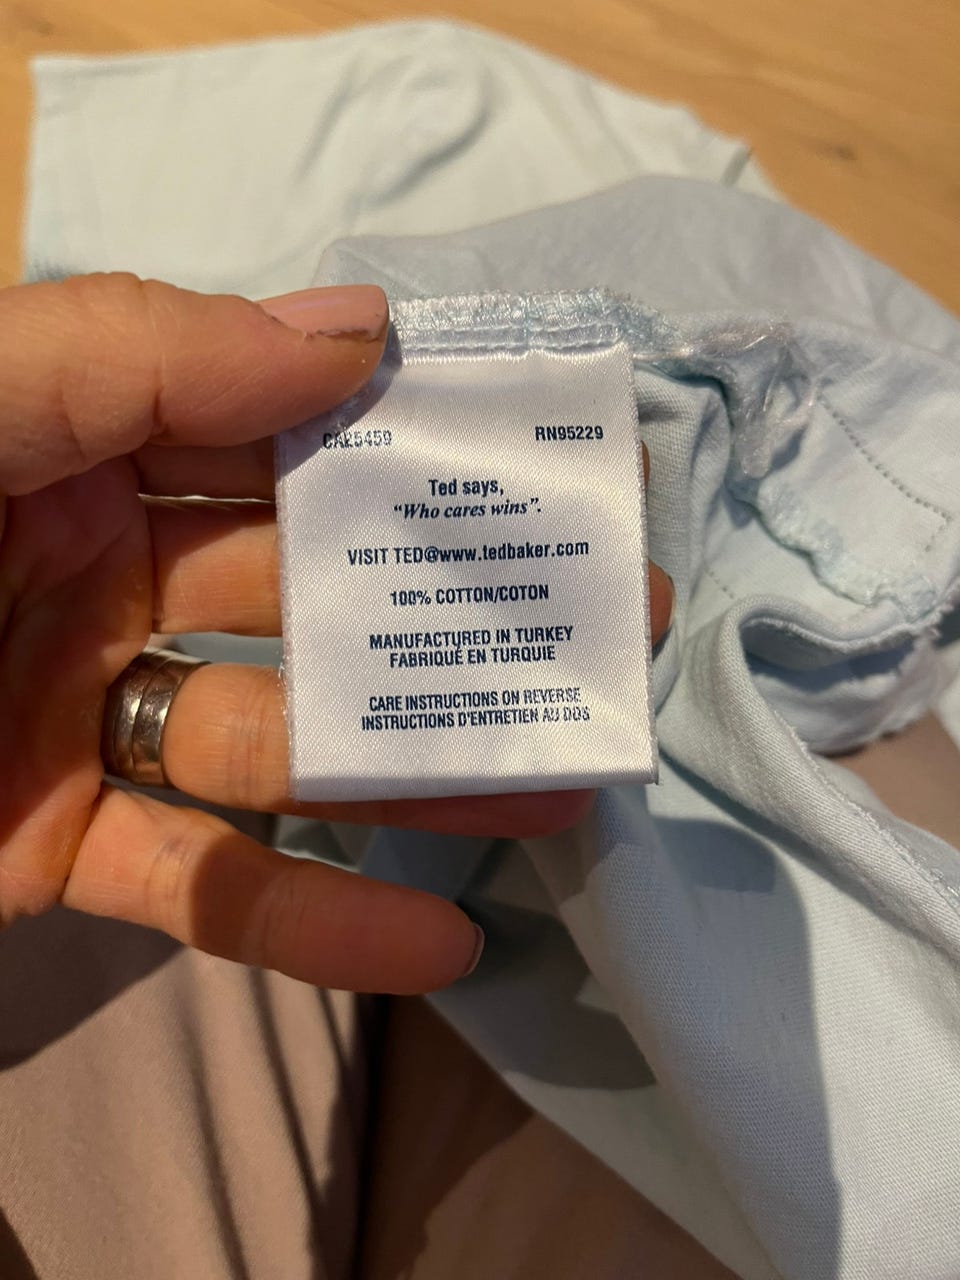 CA25459 RN95229
Ted says,
“Who cares wins”.
VISIT TED@www.tedbaker.com
100% COTTON/COTON
MANUFACTURED IN TURKEY
FABRIQUÉ EN TURQUIE
CARE INSTRUCTIONS ON REVERSE
INSTRUCTIONS D'ENTRETIEN AU DOS